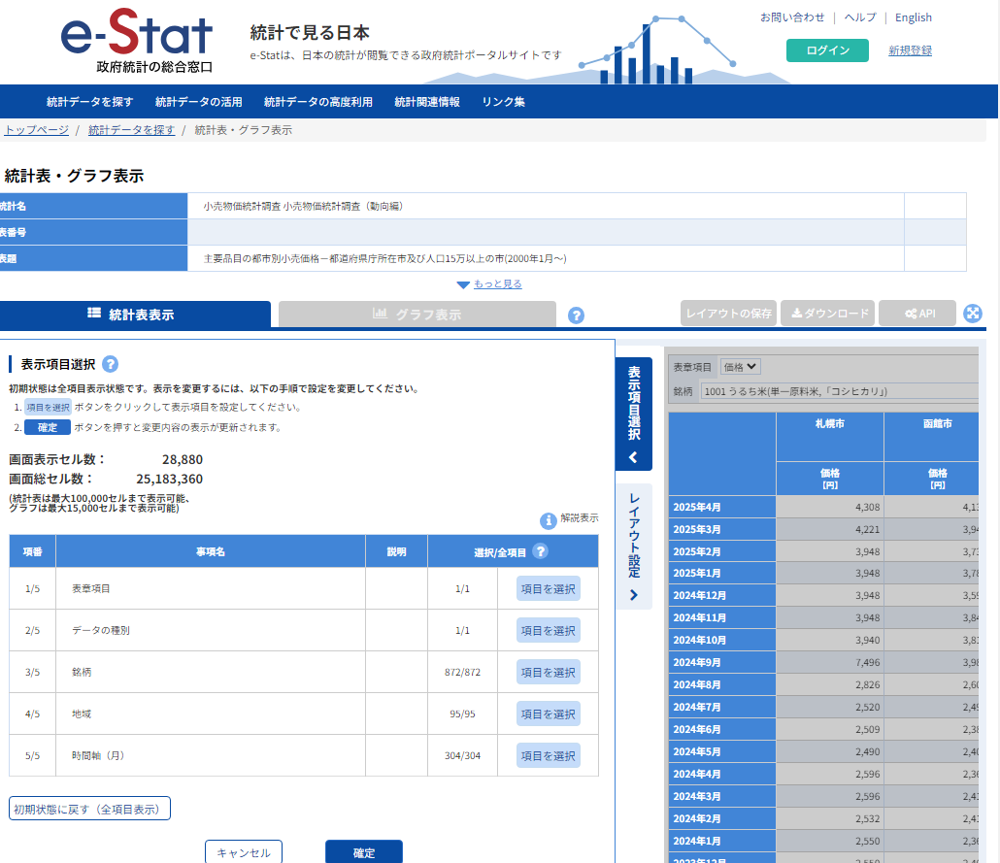 e-Stat
政府統計の総合窓口
統計で見る日本
e-Statは、日本の統計が閲覧できる政府統計ポータルサイトです
お問い合わせ | ヘルプ | English
ログイン 新規登録
統計データを探す 統計データの活用 統計データの高度利用 統計関連情報 リンク集
トップページ / 統計データを探す / 統計表・グラフ表示
統計表・グラフ表示
統計名 小売物価統計調査 小売物価統計調査（動向編）
表番号
表題 主要品目の都市別小売価格－都道府県庁所在市及び人口15万以上の市(2000年1月～)
もっと見る
統計表表示 グラフ表示 ? レイアウトの保存 ダウンロード API
表示項目選択 ?
初期状態は全項目表示状態です。表示を変更するには、以下の手順で設定を変更してください。
1. 項目を選択 ボタンをクリックして表示項目を設定してください。
2. 確定 ボタンを押すと変更内容の表示が更新されます。
画面表示セル数： 28,880
画面総セル数： 25,183,360
(統計表は最大100,000セルまで表示可能、
グラフは最大15,000セルまで表示可能)
i 解説表示
項番 事項名 説明 選択/全項目 ?
1/5 表章項目 1/1 項目を選択
2/5 データの種別 1/1 項目を選択
3/5 銘柄 872/872 項目を選択
4/5 地域 95/95 項目を選択
5/5 時間軸（月） 304/304 項目を選択
初期状態に戻す（全項目表示）
キャンセル 確定
表示項目選択
レイアウト設定
表章項目 価格
銘柄 1001 うるち米(単一原料米,「コシヒカリ」)
札幌市 函館市
価格 価格
【円】 【円】
2025年4月 4,308 4,13
2025年3月 4,221 3,94
2025年2月 3,948 3,73
2025年1月 3,948 3,78
2024年12月 3,948 3,59
2024年11月 3,948 3,84
2024年10月 3,940 3,83
2024年9月 7,496 3,98
2024年8月 2,826 2,60
2024年7月 2,520 2,49
2024年6月 2,509 2,38
2024年5月 2,490 2,40
2024年4月 2,596 2,36
2024年3月 2,596 2,41
2024年2月 2,532 2,41
2024年1月 2,550 2,36
2023年12月 2,550